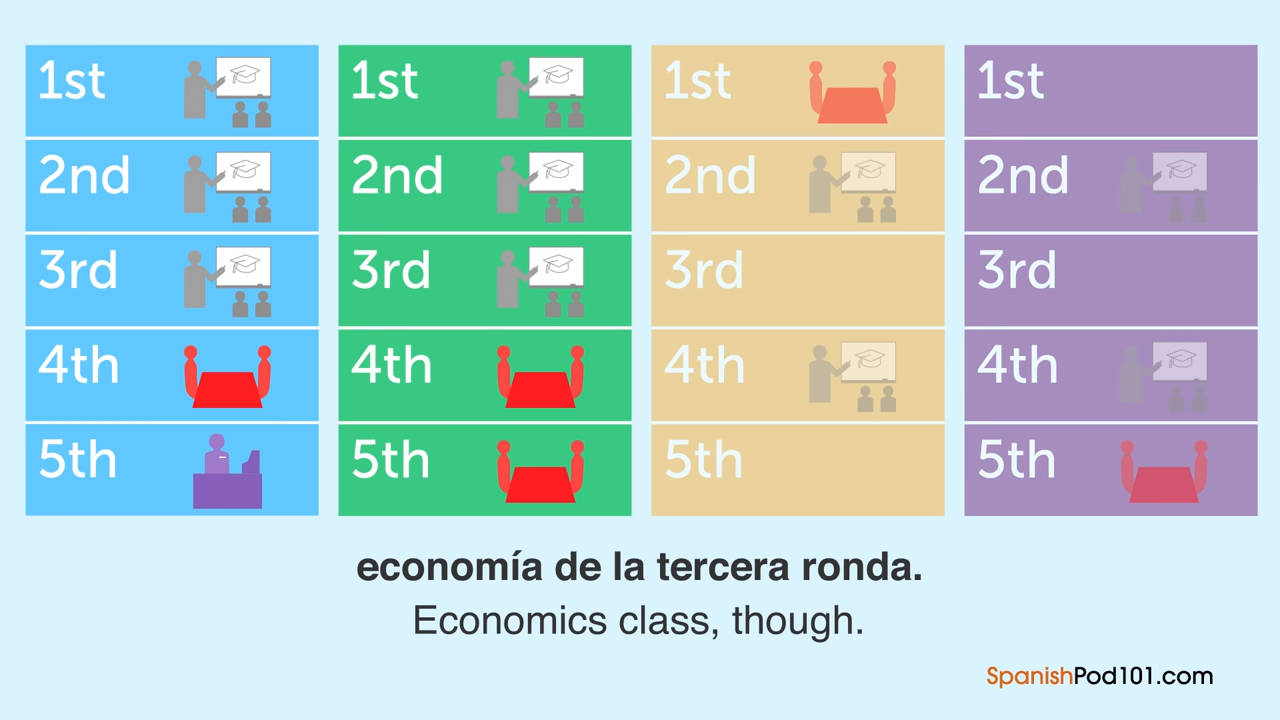 1st
2nd
3rd
4th
5th
1st
2nd
3rd
4th
5th
1st
2nd
3rd
4th
5th
1st
2nd
3rd
4th
5th
economía de la tercera ronda.
Economics class, though.
SpanishPod101.com